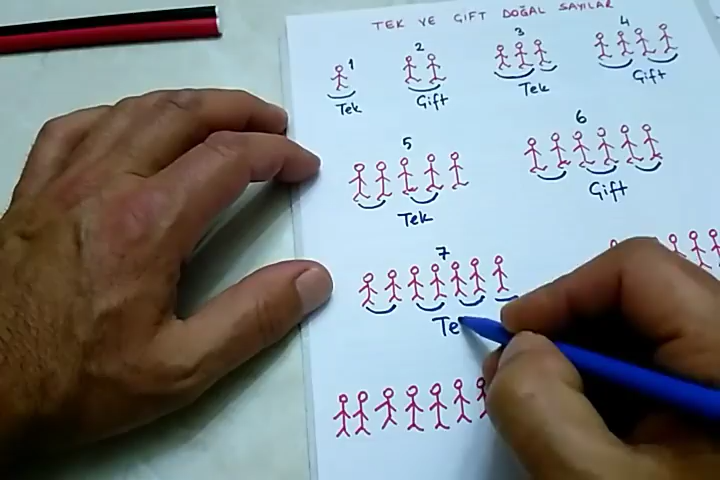 TEK VE ÇİFT DOĞAL SAYILAR
1 2 3 4
Tek Çift Tek Çift
5 6
Tek Çift
7
Te